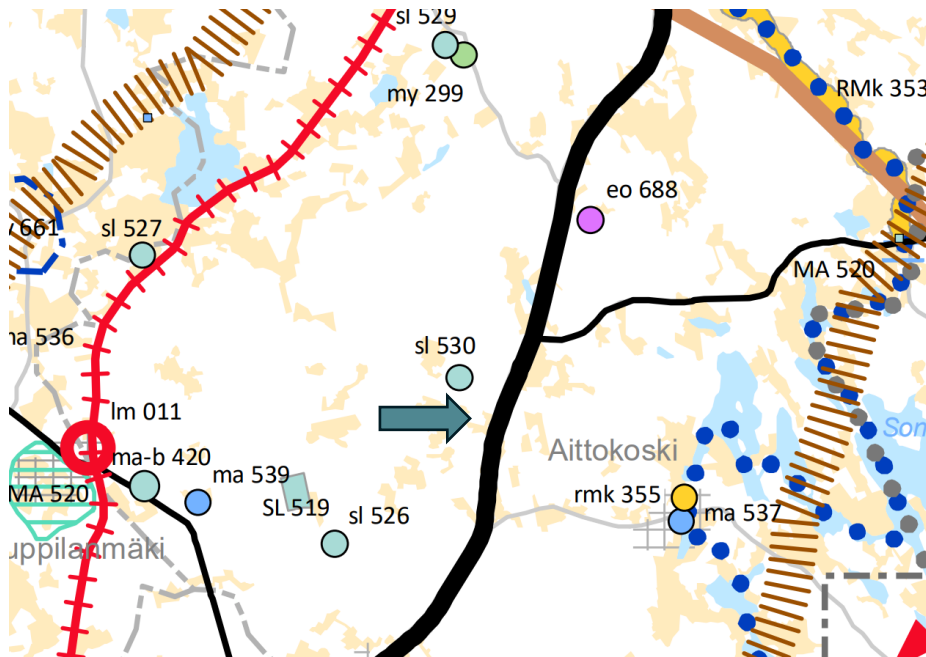 sl 529
my 299
RMk 353
eo 688
661
sl 527
MA 520
536
sl 530
lm 011
Aittokoski
ma-b 420
ma 539
rmk 355
MA 520
SL 519
ma 537
sl 526
uppilanmäki
Som